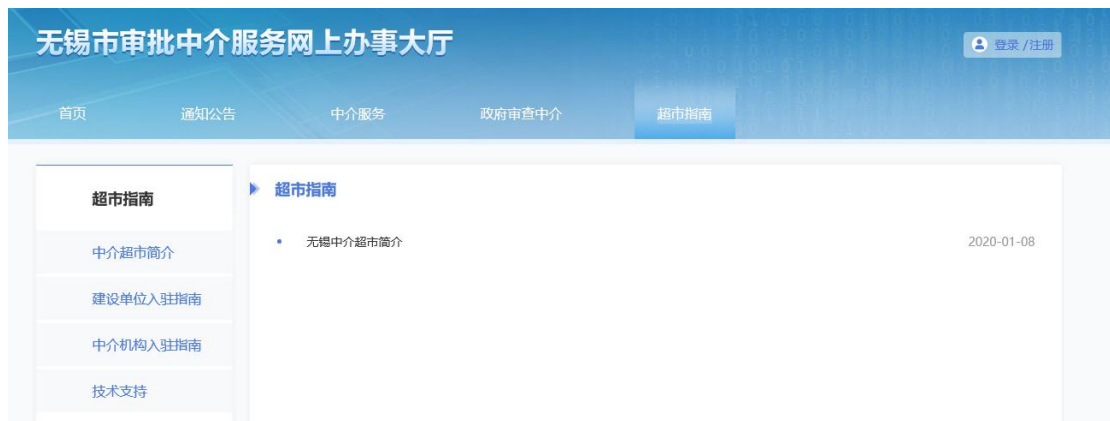 无锡市审批中介服务网上办事大厅
登录 /注册
首页 通知公告 中介服务 政府审查中介 超市指南
超市指南
中介超市简介
建设单位入驻指南
中介机构入驻指南
技术支持
超市指南
无锡中介超市简介 2020-01-08